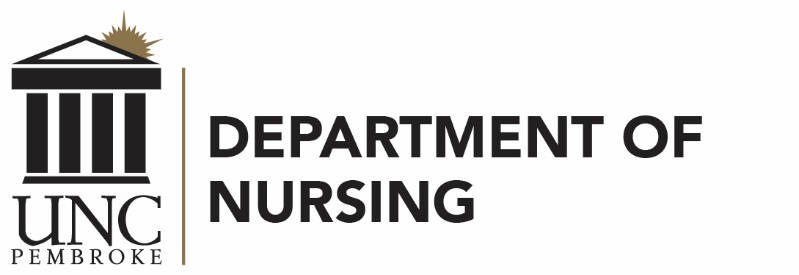 UNC
PEMBROKE
DEPARTMENT OF
NURSING